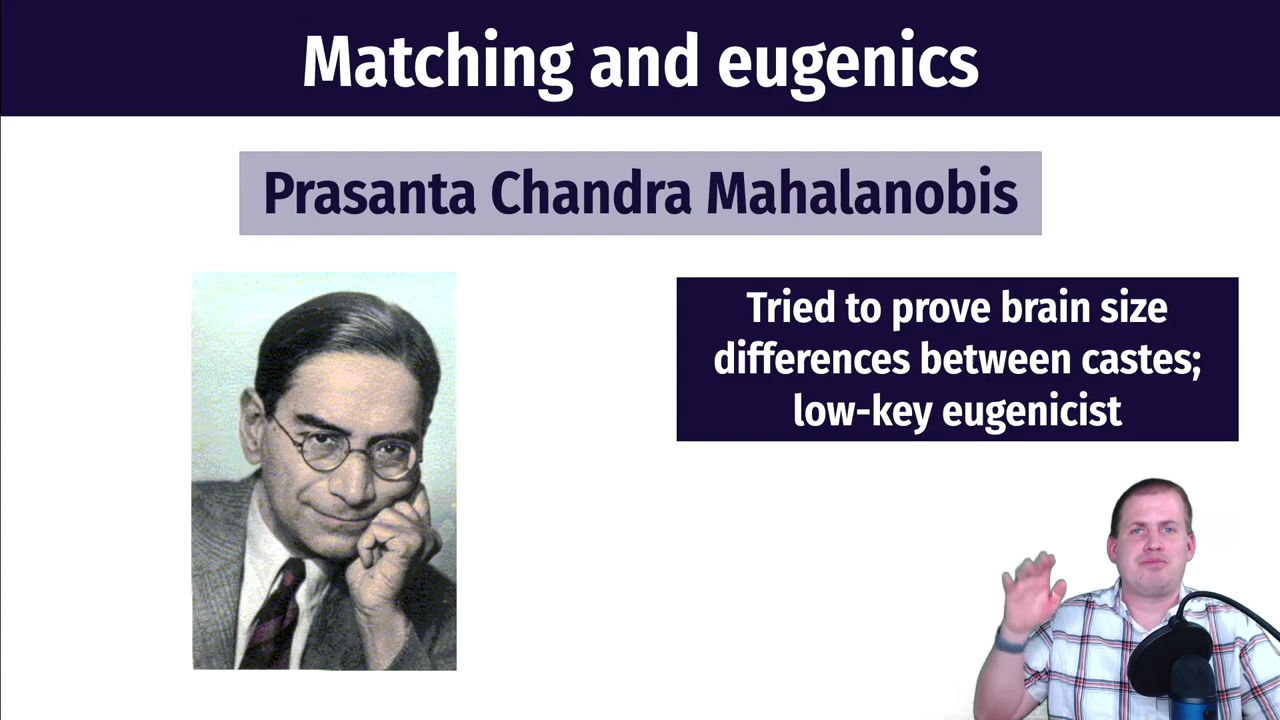 Matching and eugenics
Prasanta Chandra Mahalanobis
Tried to prove brain size
differences between castes;
low-key eugenicist